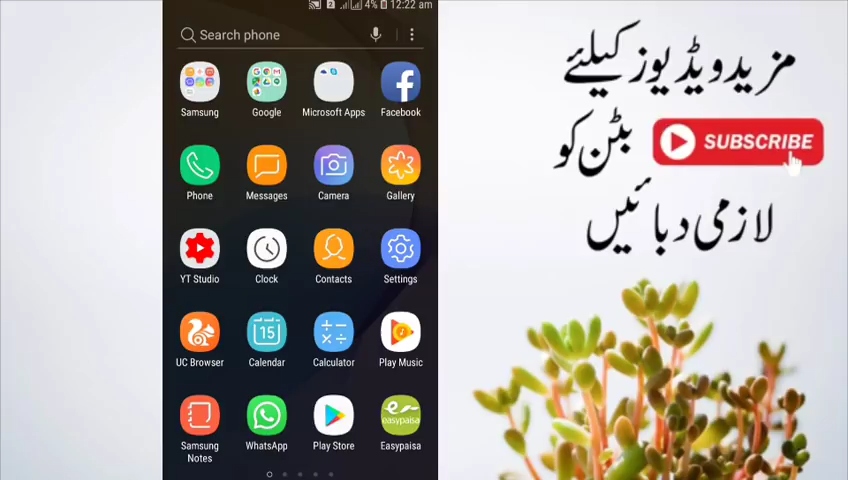 4% 12:22 am
Search phone
Samsung
Google
Microsoft Apps
Facebook
Phone
Messages
Camera
Gallery
YT Studio
Clock
Contacts
Settings
UC Browser
15
Calendar
Calculator
Play Music
Samsung
Notes
WhatsApp
Play Store
easypaisa
Easypaisa
مزید ویڈیوز کیلئے
بٹن کو
SUBSCRIBE
لازمی دبائیں